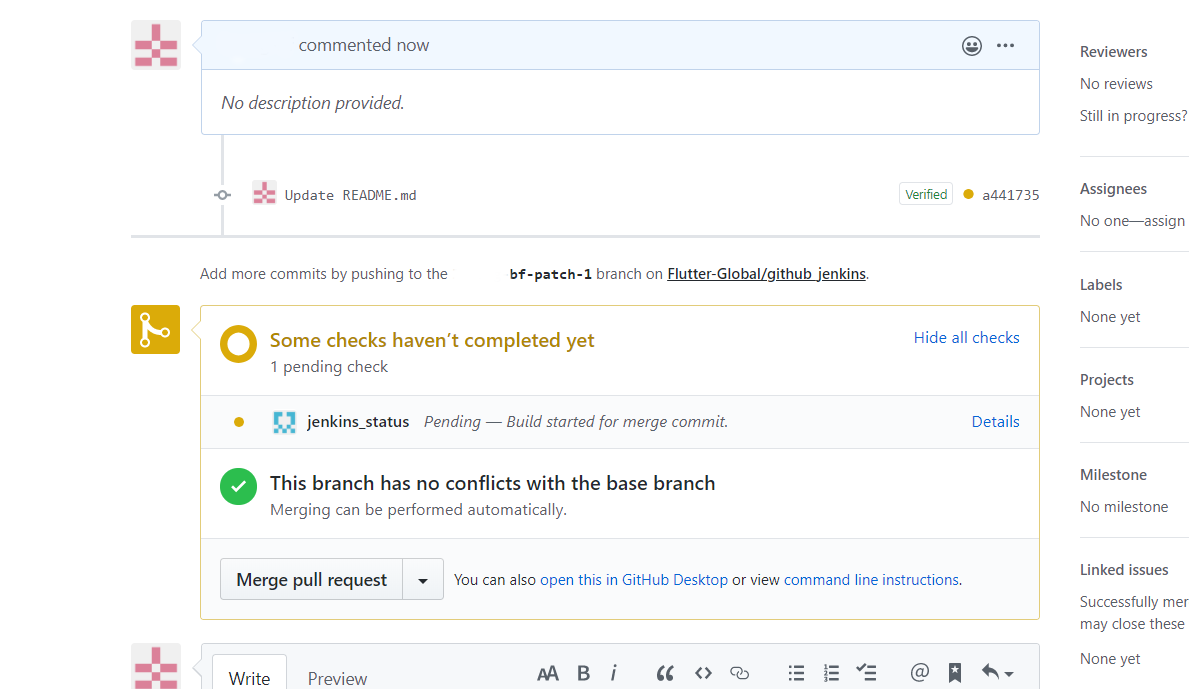 commented now
No description provided.
Update README.md
Verified
a441735
Add more commits by pushing to the bf-patch-1 branch on Flutter-Global/github_jenkins.
Some checks haven’t completed yet
Hide all checks
1 pending check
jenkins_status Pending — Build started for merge commit.
Details
This branch has no conflicts with the base branch
Merging can be performed automatically.
Merge pull request
You can also open this in GitHub Desktop or view command line instructions.
Write
Preview
AA B i
@
Reviewers
No reviews
Still in progress?
Assignees
No one—assign
Labels
None yet
Projects
None yet
Milestone
No milestone
Linked issues
Successfully mer
may close these
None yet